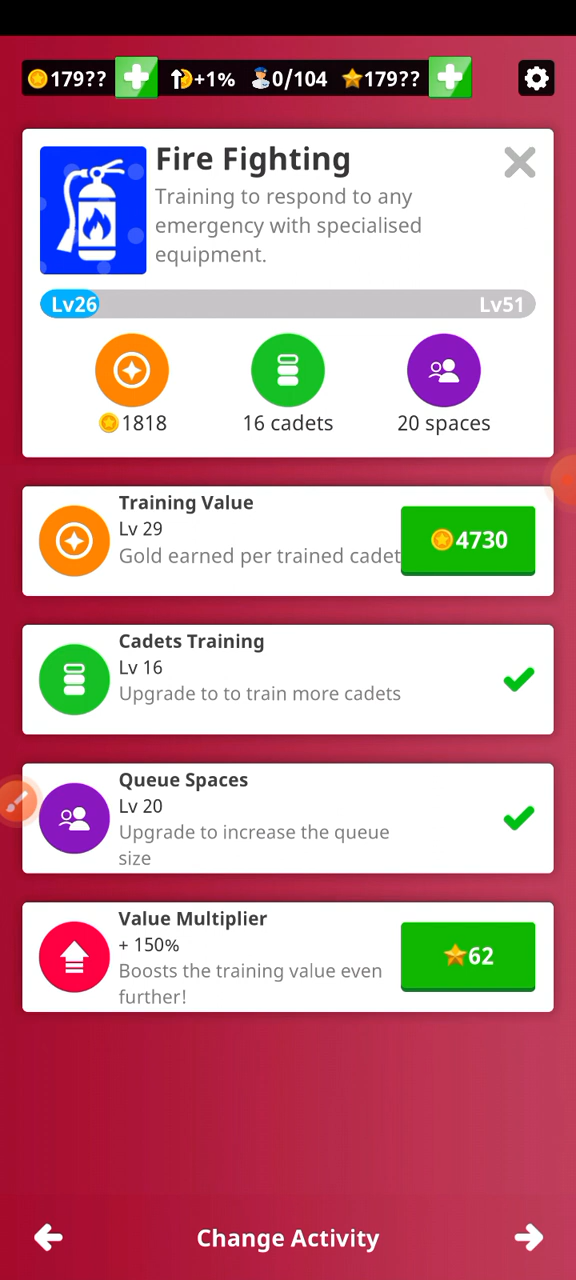 179?? +1% 0/104 179??
Fire Fighting
Training to respond to any
emergency with specialised
equipment.
Lv26 Lv51
1818 16 cadets 20 spaces
Training Value
Lv 29
Gold earned per trained cadet
4730
Cadets Training
Lv 16
Upgrade to to train more cadets
Queue Spaces
Lv 20
Upgrade to increase the queue
size
Value Multiplier
+ 150%
Boosts the training value even
further!
62
Change Activity